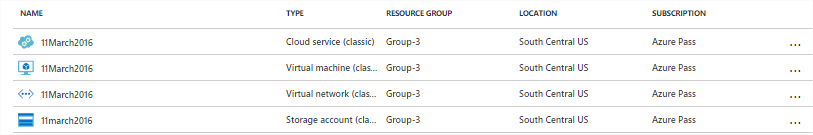 NAME TYPE RESOURCE GROUP LOCATION SUBSCRIPTION
11March2016 Cloud service (classic) Group-3 South Central US Azure Pass ...
11March2016 Virtual machine (clas... Group-3 South Central US Azure Pass ...
11March2016 Virtual network (class... Group-3 South Central US Azure Pass ...
11march2016 Storage account (cla... Group-3 South Central US Azure Pass ...